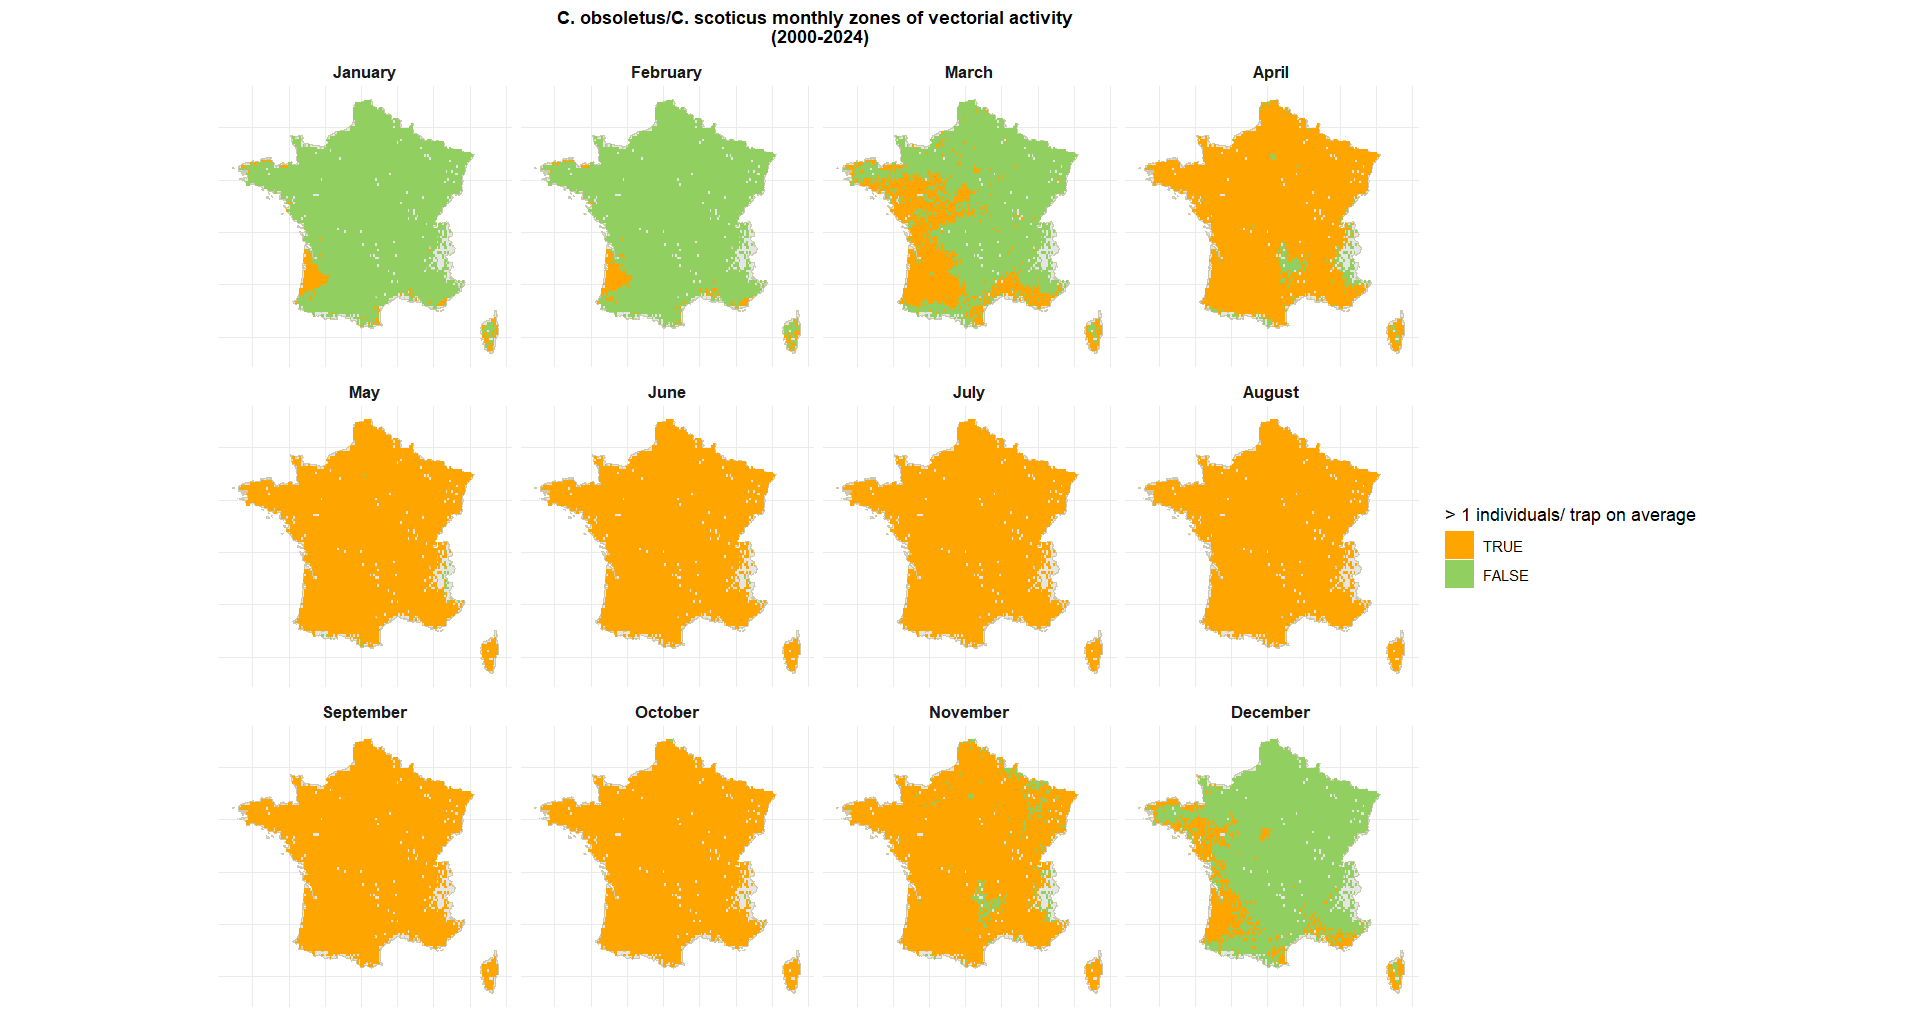 C. obsoletus/C. scoticus monthly zones of vectorial activity
(2000-2024)
January
February
March
April
May
June
July
August
September
October
November
December
> 1 individuals/ trap on average
TRUE
FALSE